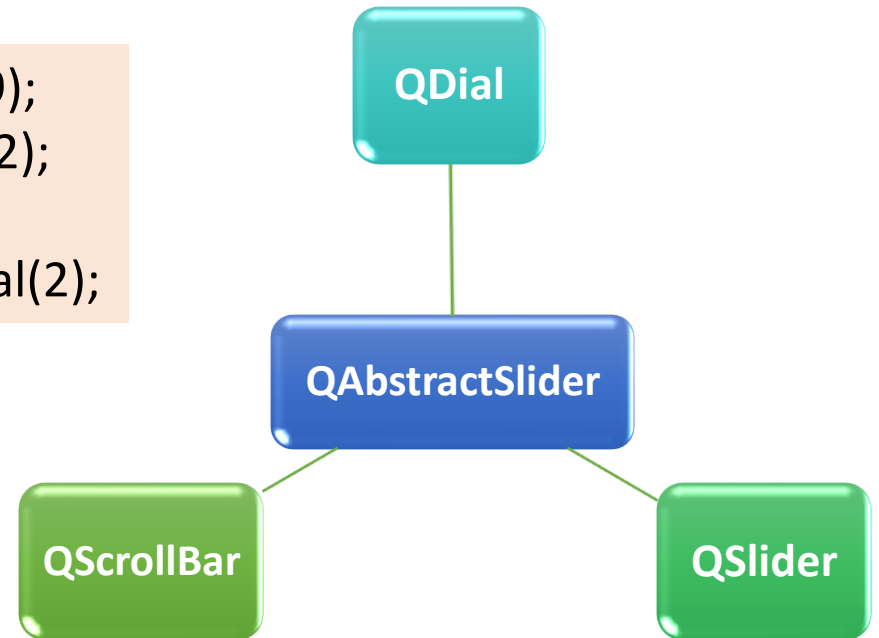 );
2);
al(2);
QDial
QAbstractSlider
QScrollBar
QSlider